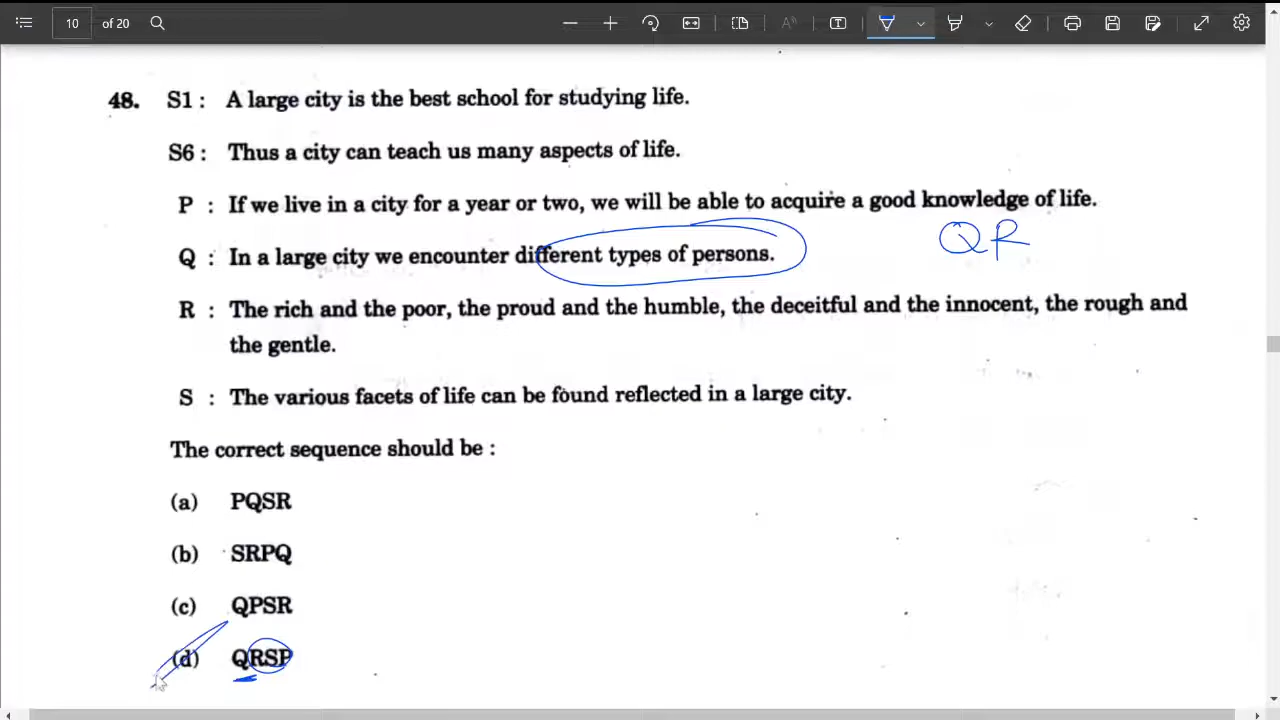 10 of 20
48. S1 : A large city is the best school for studying life.
S6 : Thus a city can teach us many aspects of life.
P : If we live in a city for a year or two, we will be able to acquire a good knowledge of life.
QR
Q : In a large city we encounter different types of persons.
R : The rich and the poor, the proud and the humble, the deceitful and the innocent, the rough and
the gentle.
S : The various facets of life can be found reflected in a large city.
The correct sequence should be :
(a) PQSR
(b) SRPQ
(c) QPSR
(d) QRSP